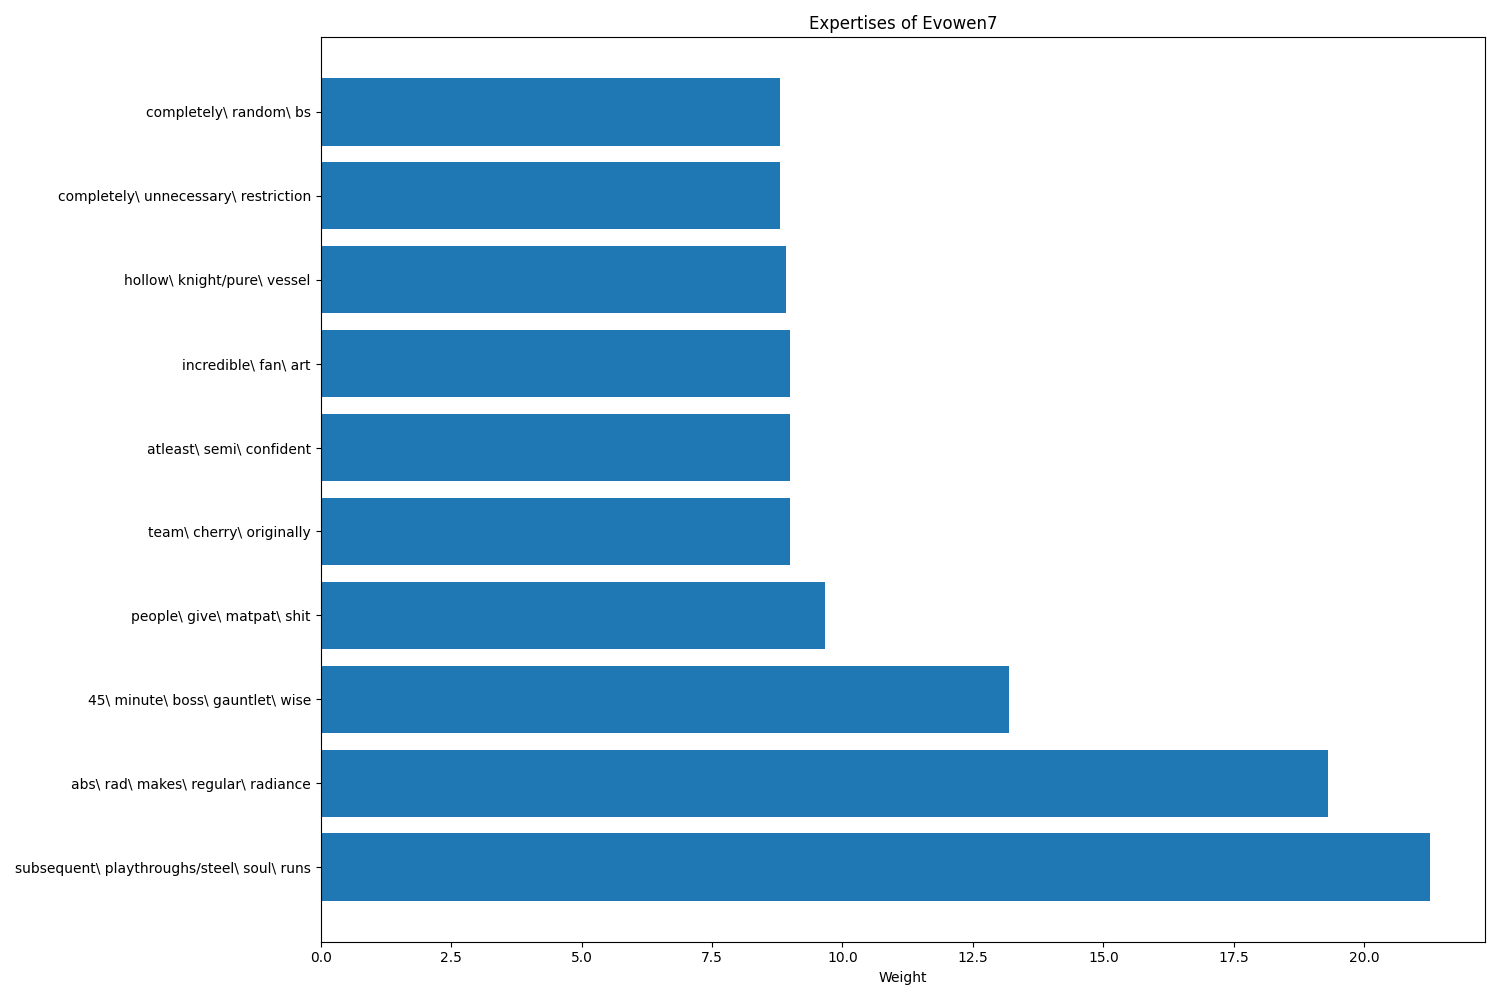 Expertises of Evowen7
completely\ random\ bs
completely\ unnecessary\ restriction
hollow\ knight/pure\ vessel
incredible\ fan\ art
atleast\ semi\ confident
team\ cherry\ originally
people\ give\ matpat\ shit
45\ minute\ boss\ gauntlet\ wise
abs\ rad\ makes\ regular\ radiance
subsequent\ playthroughs/steel\ soul\ runs
0.0 2.5 5.0 7.5 10.0 12.5 15.0 17.5 20.0
Weight